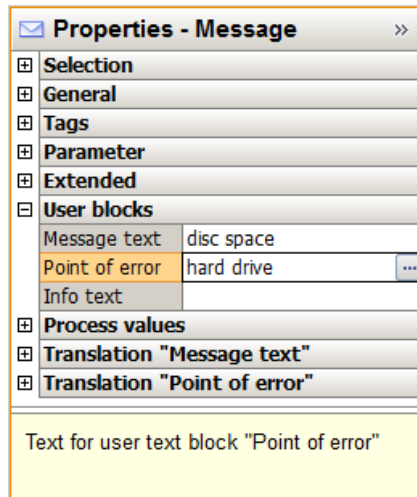 Properties - Message »
Selection
General
Tags
Parameter
Extended
User blocks
Message text disc space
Point of error hard drive ...
Info text
Process values
Translation "Message text"
Translation "Point of error"
Text for user text block "Point of error"